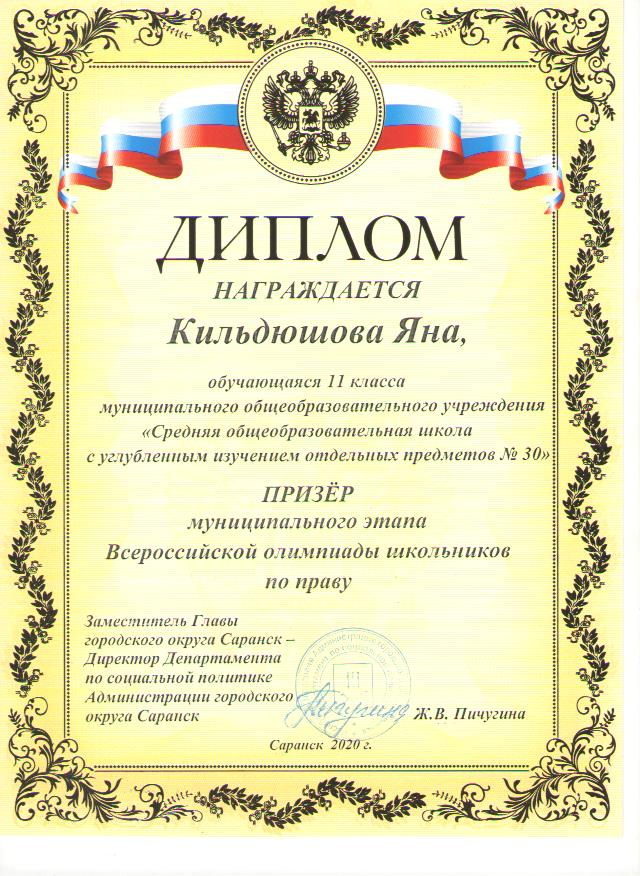 ДИПЛОМ
НАГРАЖДАЕТСЯ
Кильдюшова Яна,
обучающаяся 11 класса
муниципального общеобразовательного учреждения
«Средняя общеобразовательная школа
с углубленным изучением отдельных предметов № 30»
ПРИЗЁР
муниципального этапа
Всероссийской олимпиады школьников
по праву
Заместитель Главы
городского округа Саранск –
Директор Департамента
по социальной политике
Администрации городского
округа Саранск
Ж.В. Пичугина
Саранск 2020 г.